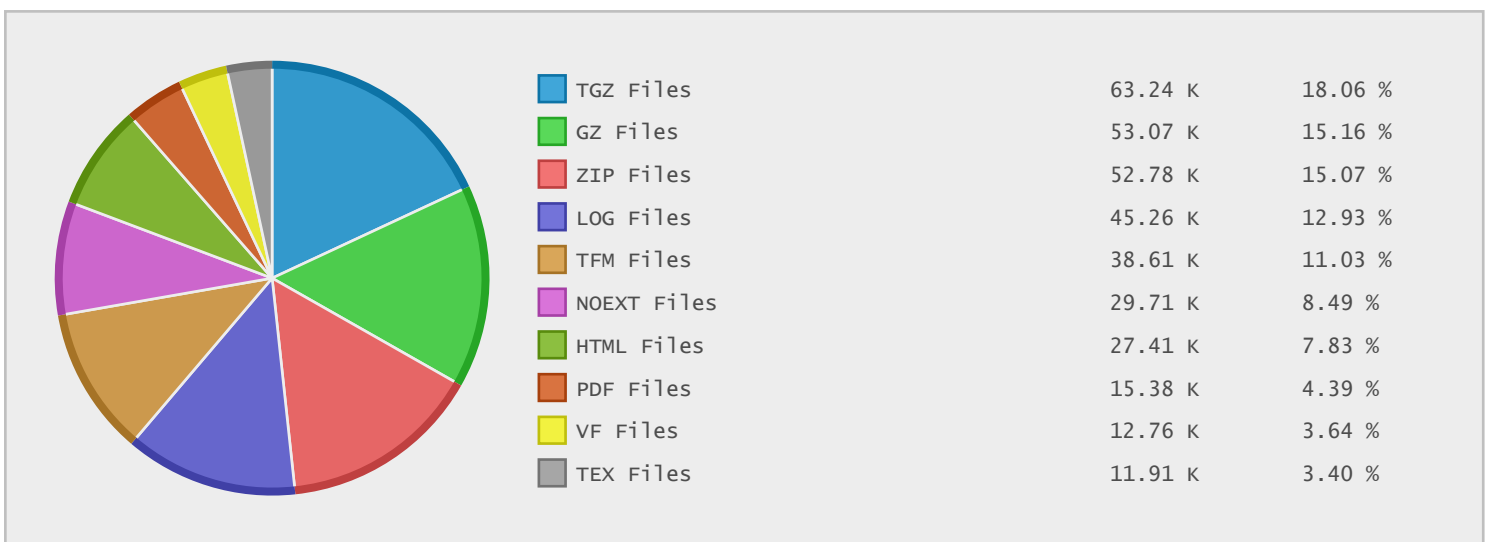 TGZ Files 63.24 K 18.06 %
GZ Files 53.07 K 15.16 %
ZIP Files 52.78 K 15.07 %
LOG Files 45.26 K 12.93 %
TFM Files 38.61 K 11.03 %
NOEXT Files 29.71 K 8.49 %
HTML Files 27.41 K 7.83 %
PDF Files 15.38 K 4.39 %
VF Files 12.76 K 3.64 %
TEX Files 11.91 K 3.40 %